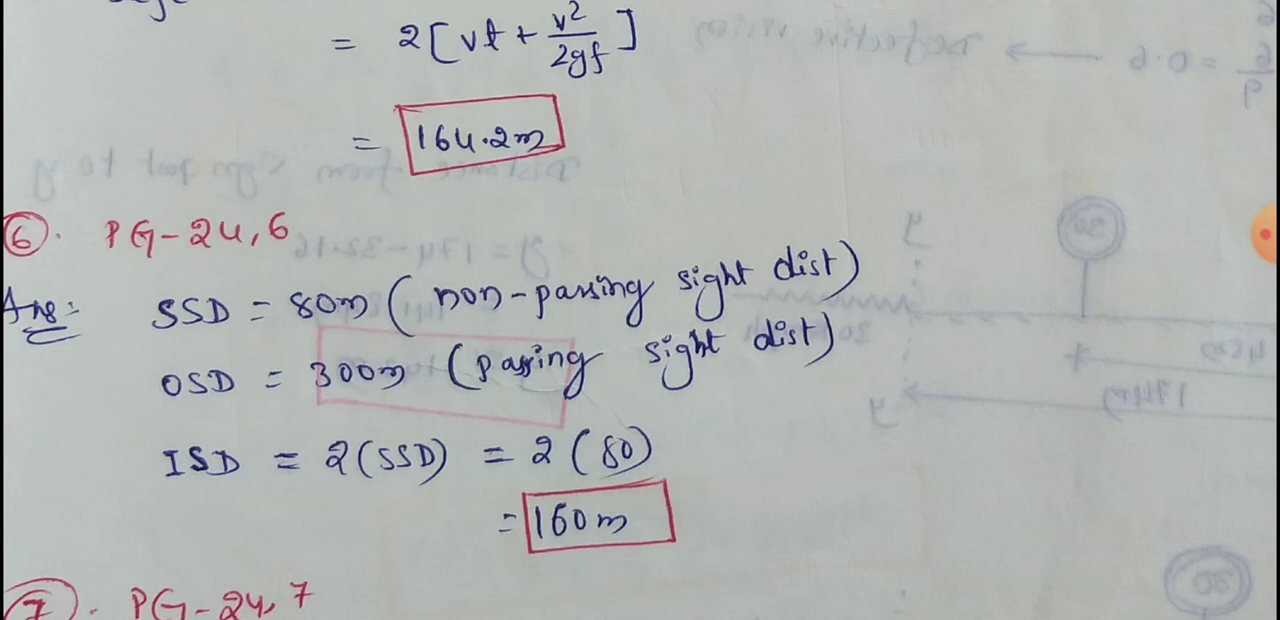 = 2[vt + v²/2gf]
= 164.2m
6. PG-24,6
Ans: SSD = 80m ( non-passing sight dist)
OSD = 300m (passing sight dist)
ISD = 2(SSD) = 2(80)
= 160m
7. PG-24,7